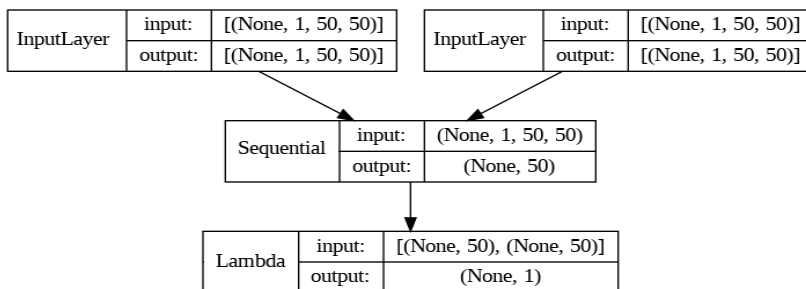 InputLayer
input: [(None, 1, 50, 50)]
output: [(None, 1, 50, 50)]
InputLayer
input: [(None, 1, 50, 50)]
output: [(None, 1, 50, 50)]
Sequential
input: (None, 1, 50, 50)
output: (None, 50)
Lambda
input: [(None, 50), (None, 50)]
output: (None, 1)